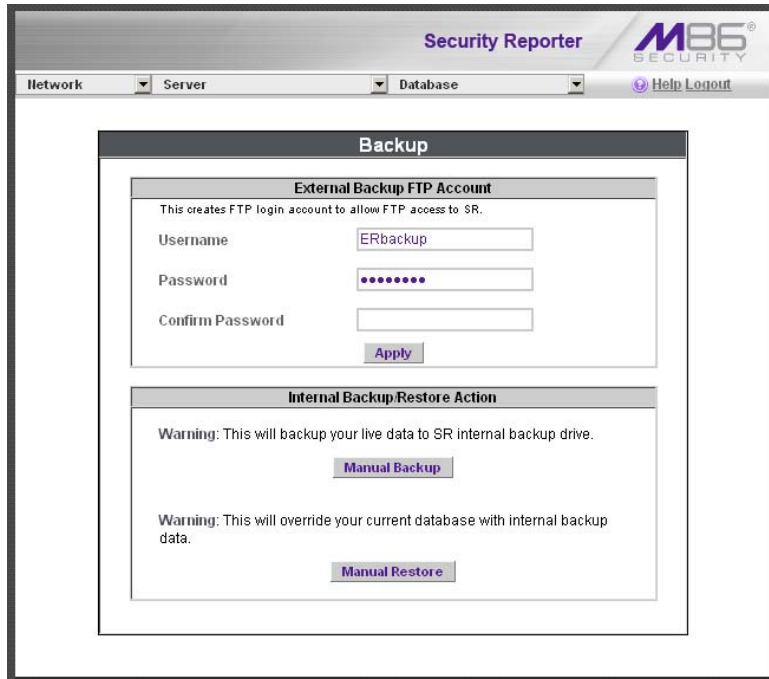 Security Reporter
M86®
SECURITY
Network Server Database Help Logout
Backup
External Backup FTP Account
This creates FTP login account to allow FTP access to SR.
Username ERbackup
Password ••••••••
Confirm Password
Apply
Internal Backup/Restore Action
Warning: This will backup your live data to SR internal backup drive.
Manual Backup
Warning: This will override your current database with internal backup
data.
Manual Restore